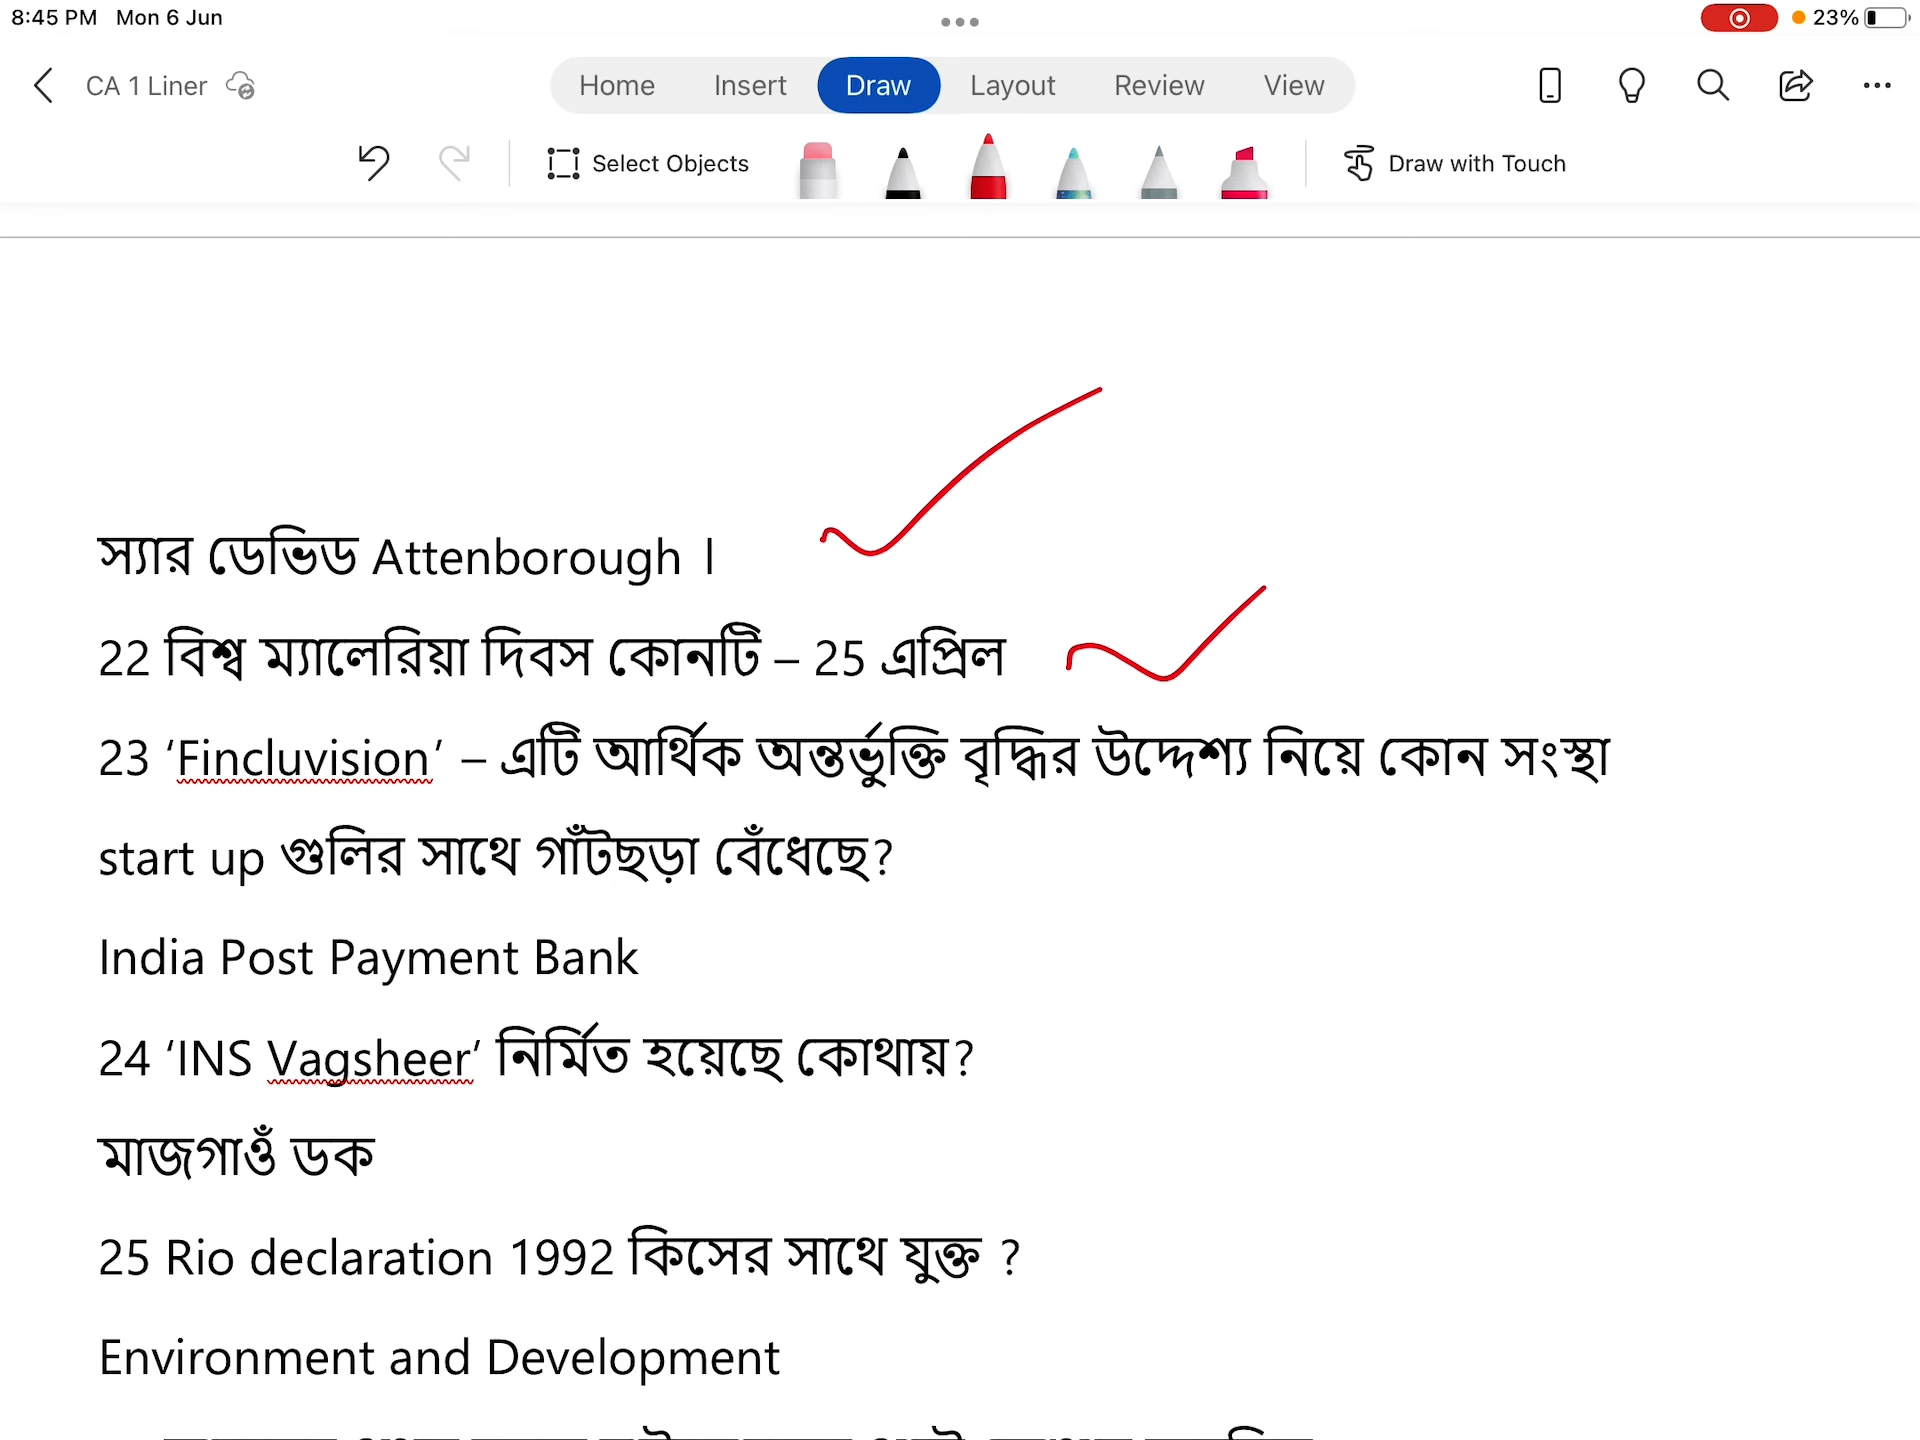 8:45 PM Mon 6 Jun
23%
CA 1 Liner
Home Insert Draw Layout Review View
Select Objects
Draw with Touch
স্যার ডেভিড Attenborough ।
22 বিশ্ব ম্যালেরিয়া দিবস কোনটি – 25 এপ্রিল
23 ‘Fincluvision’ – এটি আর্থিক অন্তর্ভুক্তি বৃদ্ধির উদ্দেশ্য নিয়ে কোন সংস্থা
start up গুলির সাথে গাঁটছড়া বেঁধেছে?
India Post Payment Bank
24 ‘INS Vagsheer’ নির্মিত হয়েছে কোথায়?
মাজগাওঁ ডক
25 Rio declaration 1992 কিসের সাথে যুক্ত ?
Environment and Development